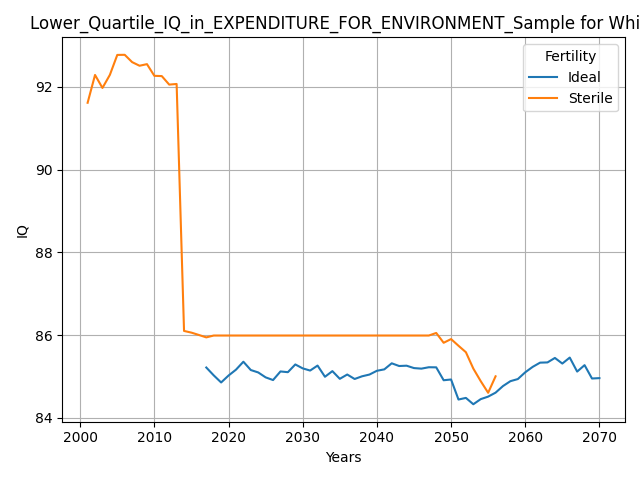 Lower_Quartile_IQ_in_EXPENDITURE_FOR_ENVIRONMENT_Sample for Whi
Fertility
Ideal
Sterile
92
90
88
86
84
IQ
2000 2010 2020 2030 2040 2050 2060 2070
Years